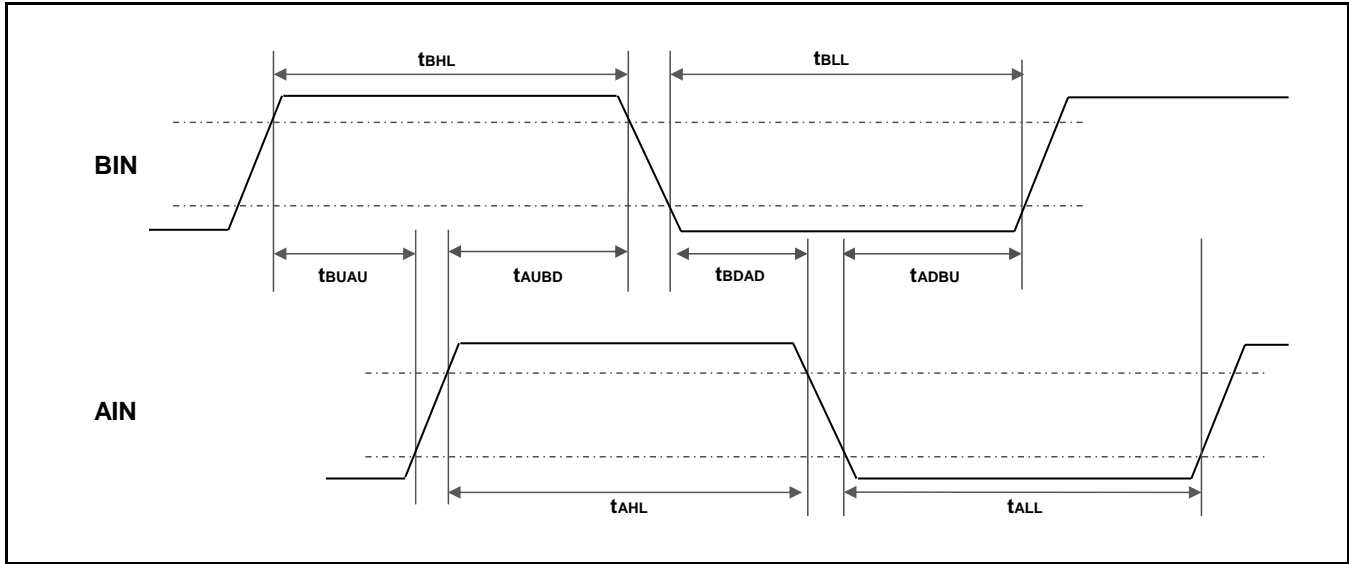 tBHL
tBLL
BIN
tBUAU
tAUBD
tBDAD
tADBU
AIN
tAHL
tALL